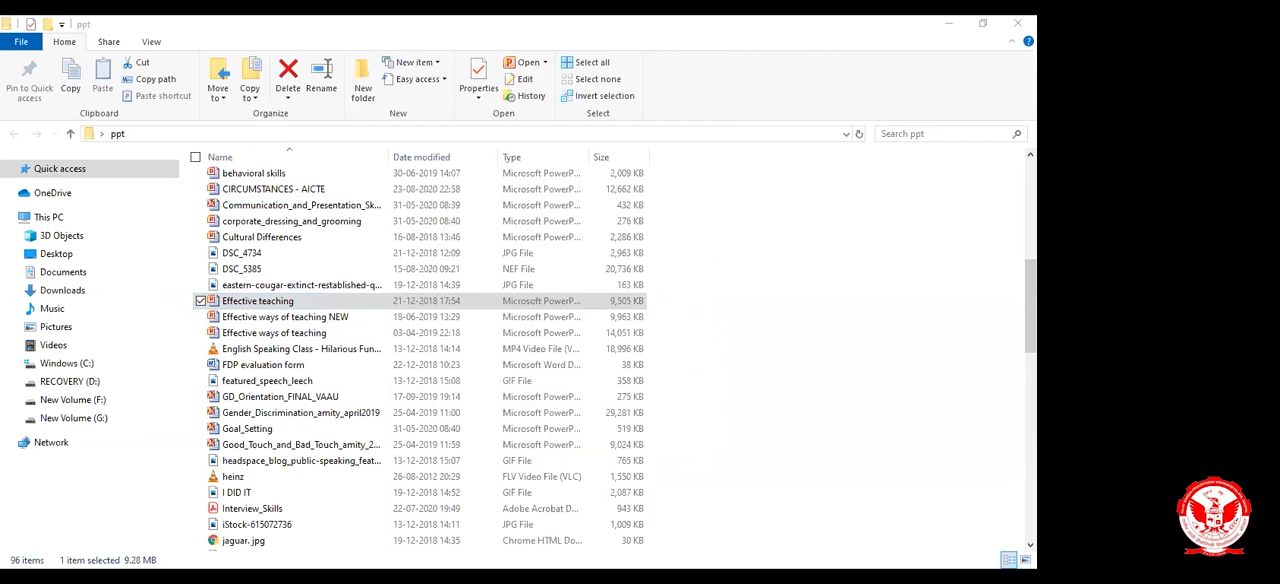 ppt
File Home Share View
Pin to Quick access
Copy
Paste
Cut
Copy path
Paste shortcut
Clipboard
Move to
Copy to
Delete
Rename
Organize
New folder
New item
Easy access
New
Properties
Open
Edit
History
Open
Select all
Select none
Invert selection
Select
ppt
Search ppt
Quick access
OneDrive
This PC
3D Objects
Desktop
Documents
Downloads
Music
Pictures
Videos
Windows (C:)
RECOVERY (D:)
New Volume (F:)
New Volume (G:)
Network
Name Date modified Type Size
behavioral skills 30-06-2019 14:07 Microsoft PowerP... 2,009 KB
CIRCUMSTANCES - AICTE 23-08-2020 22:58 Microsoft PowerP... 12,662 KB
Communication_and_Presentation_Sk... 31-05-2020 08:39 Microsoft PowerP... 432 KB
corporate_dressing_and_grooming 31-05-2020 08:40 Microsoft PowerP... 276 KB
Cultural Differences 16-08-2018 13:46 Microsoft PowerP... 2,286 KB
DSC_4734 21-12-2018 12:09 JPG File 2,963 KB
DSC_5385 15-08-2020 09:21 NEF File 20,736 KB
eastern-cougar-extinct-restablished-q... 19-12-2018 14:39 JPG File 163 KB
Effective teaching 21-12-2018 17:54 Microsoft PowerP... 9,505 KB
Effective ways of teaching NEW 18-06-2019 13:29 Microsoft PowerP... 9,963 KB
Effective ways of teaching 03-04-2019 22:18 Microsoft PowerP... 14,051 KB
English Speaking Class - Hilarious Fun... 13-12-2018 14:14 MP4 Video File (V... 18,996 KB
FDP evaluation form 22-12-2018 10:23 Microsoft Word D... 38 KB
featured_speech_leech 13-12-2018 15:08 GIF File 358 KB
GD_Orientation_FINAL_VAAU 17-09-2018 19:14 Microsoft PowerP... 275 KB
Gender_Discrimination_amity_april2019 25-04-2019 11:00 Microsoft PowerP... 29,281 KB
Goal_Setting 31-05-2020 08:40 Microsoft PowerP... 519 KB
Good_Touch_and_Bad_Touch_amity_2... 25-04-2019 11:59 Microsoft PowerP... 9,024 KB
headspace_blog_public-speaking_feat... 13-12-2018 15:07 GIF File 765 KB
heinz 26-08-2012 20:29 FLV Video File (VLC) 1,550 KB
I DID IT 19-12-2018 14:52 GIF File 2,087 KB
Interview_Skills 22-07-2020 19:49 Adobe Acrobat D... 943 KB
iStock-615072736 13-12-2018 14:11 JPG File 1,009 KB
jaguar. jpg 19-12-2018 14:35 Chrome HTML Do... 30 KB
96 items 1 item selected 9.28 MB